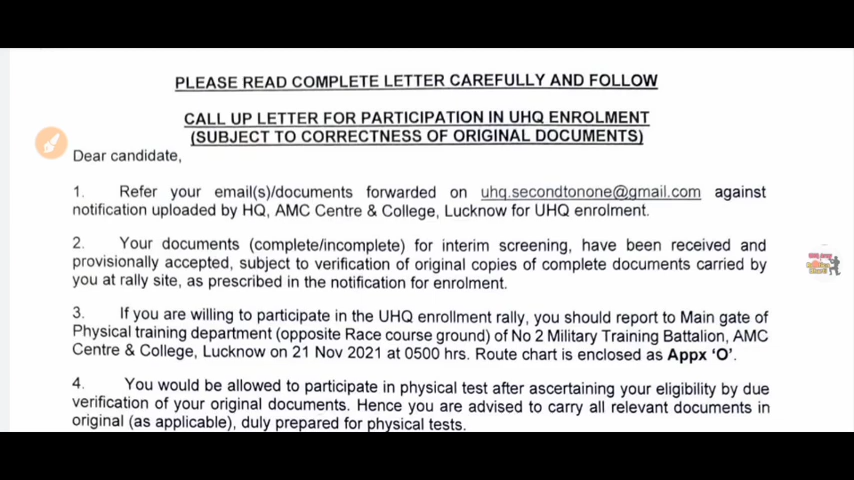 PLEASE READ COMPLETE LETTER CAREFULLY AND FOLLOW
CALL UP LETTER FOR PARTICIPATION IN UHQ ENROLMENT
(SUBJECT TO CORRECTNESS OF ORIGINAL DOCUMENTS)
Dear candidate,
1. Refer your email(s)/documents forwarded on uhq.secondtonone@gmail.com against
notification uploaded by HQ, AMC Centre & College, Lucknow for UHQ enrolment.
2. Your documents (complete/incomplete) for interim screening, have been received and
provisionally accepted, subject to verification of original copies of complete documents carried by
you at rally site, as prescribed in the notification for enrolment.
3. If you are willing to participate in the UHQ enrollment rally, you should report to Main gate of
Physical training department (opposite Race course ground) of No 2 Military Training Battalion, AMC
Centre & College, Lucknow on 21 Nov 2021 at 0500 hrs. Route chart is enclosed as Appx 'O'.
4. You would be allowed to participate in physical test after ascertaining your eligibility by due
verification of your original documents. Hence you are advised to carry all relevant documents in
original (as applicable), duly prepared for physical tests.